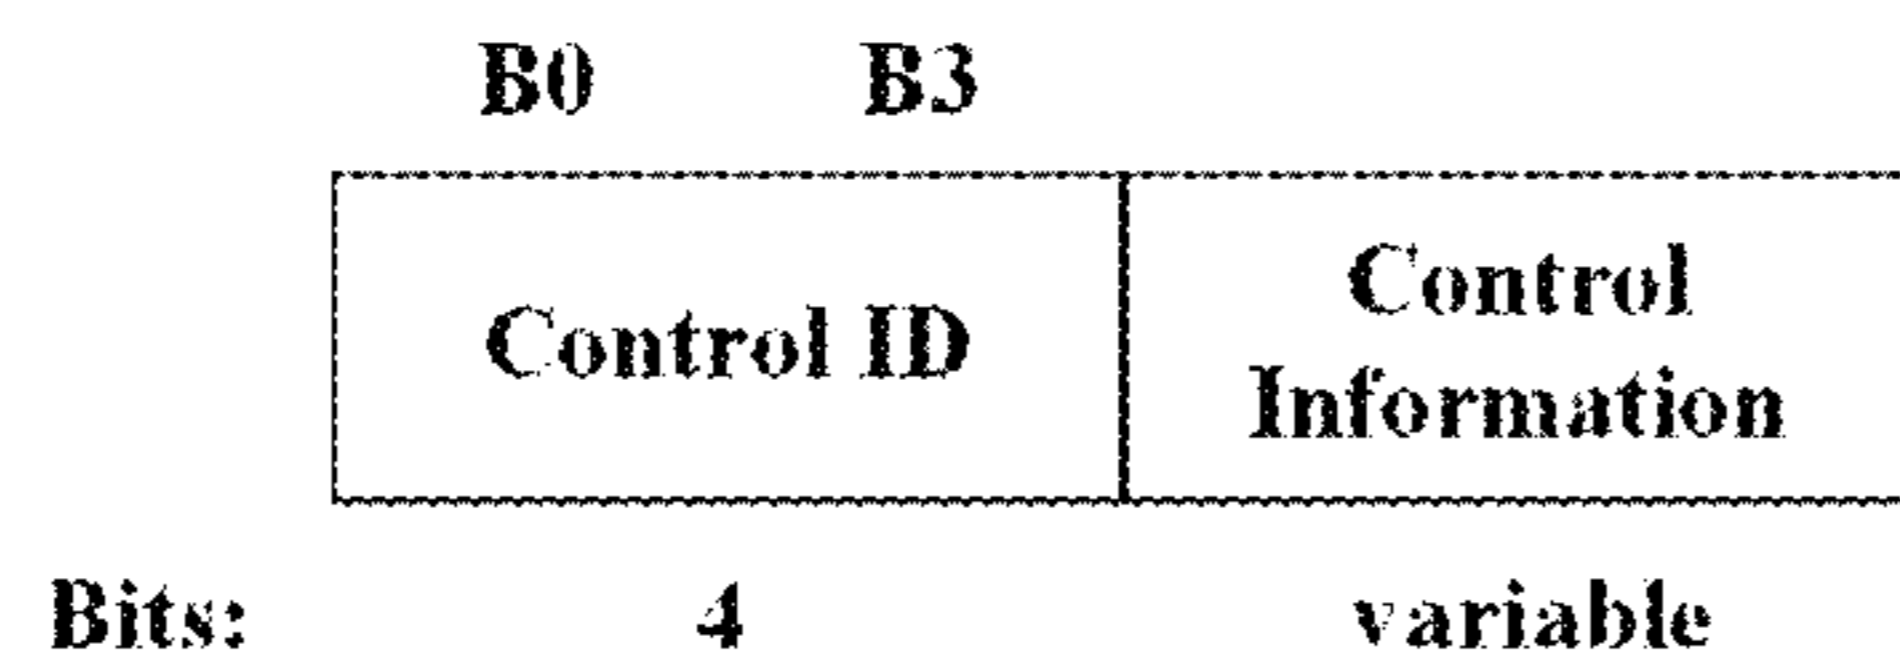 B0 B3
Control ID
Control
Information
Bits: 4 variable